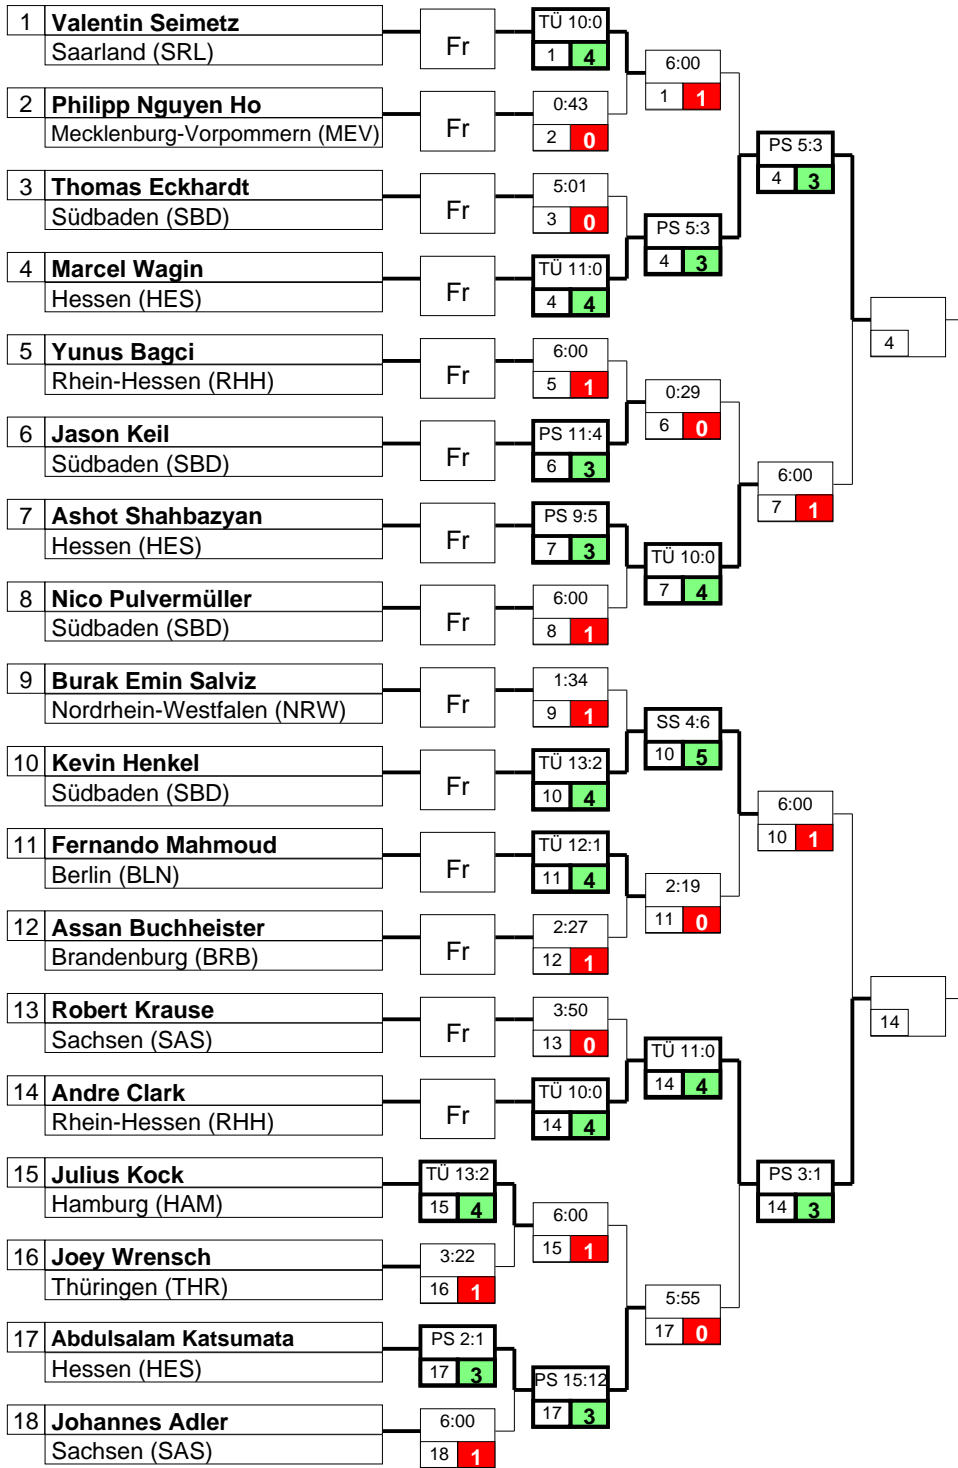 1 Valentin Seimetz
Saarland (SRL)
Fr
TÜ 10:0
1 4
6:00
1 1
2 Philipp Nguyen Ho
Mecklenburg-Vorpommern (MEV)
Fr
0:43
2 0
PS 5:3
4 3
3 Thomas Eckhardt
Südbaden (SBD)
Fr
5:01
3 0
PS 5:3
4 3
4 Marcel Wagin
Hessen (HES)
Fr
TÜ 11:0
4 4
4
5 Yunus Bagci
Rhein-Hessen (RHH)
Fr
6:00
5 1
0:29
6 0
6 Jason Keil
Südbaden (SBD)
Fr
PS 11:4
6 3
6:00
7 1
7 Ashot Shahbazyan
Hessen (HES)
Fr
PS 9:5
7 3
TÜ 10:0
7 4
8 Nico Pulvermüller
Südbaden (SBD)
Fr
6:00
8 1
9 Burak Emin Salviz
Nordrhein-Westfalen (NRW)
Fr
1:34
9 1
SS 4:6
10 5
10 Kevin Henkel
Südbaden (SBD)
Fr
TÜ 13:2
10 4
6:00
10 1
11 Fernando Mahmoud
Berlin (BLN)
Fr
TÜ 12:1
11 4
2:19
11 0
12 Assan Buchheister
Brandenburg (BRB)
Fr
2:27
12 1
14
13 Robert Krause
Sachsen (SAS)
Fr
3:50
13 0
TÜ 11:0
14 4
14 Andre Clark
Rhein-Hessen (RHH)
Fr
TÜ 10:0
14 4
15 Julius Kock
Hamburg (HAM)
TÜ 13:2
15 4
PS 3:1
14 3
6:00
15 1
16 Joey Wrensch
Thüringen (THR)
3:22
16 1
5:55
17 0
17 Abdulsalam Katsumata
Hessen (HES)
PS 2:1
17 3
PS 15:12
17 3
18 Johannes Adler
Sachsen (SAS)
6:00
18 1